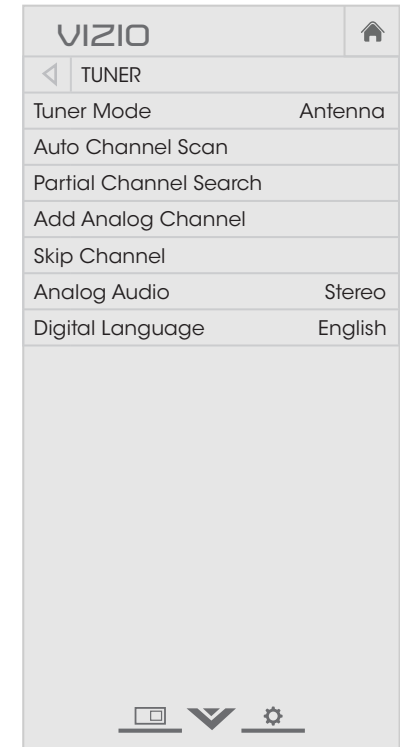 VIZIO
TUNER
Tuner Mode Antenna
Auto Channel Scan
Partial Channel Search
Add Analog Channel
Skip Channel
Analog Audio Stereo
Digital Language English